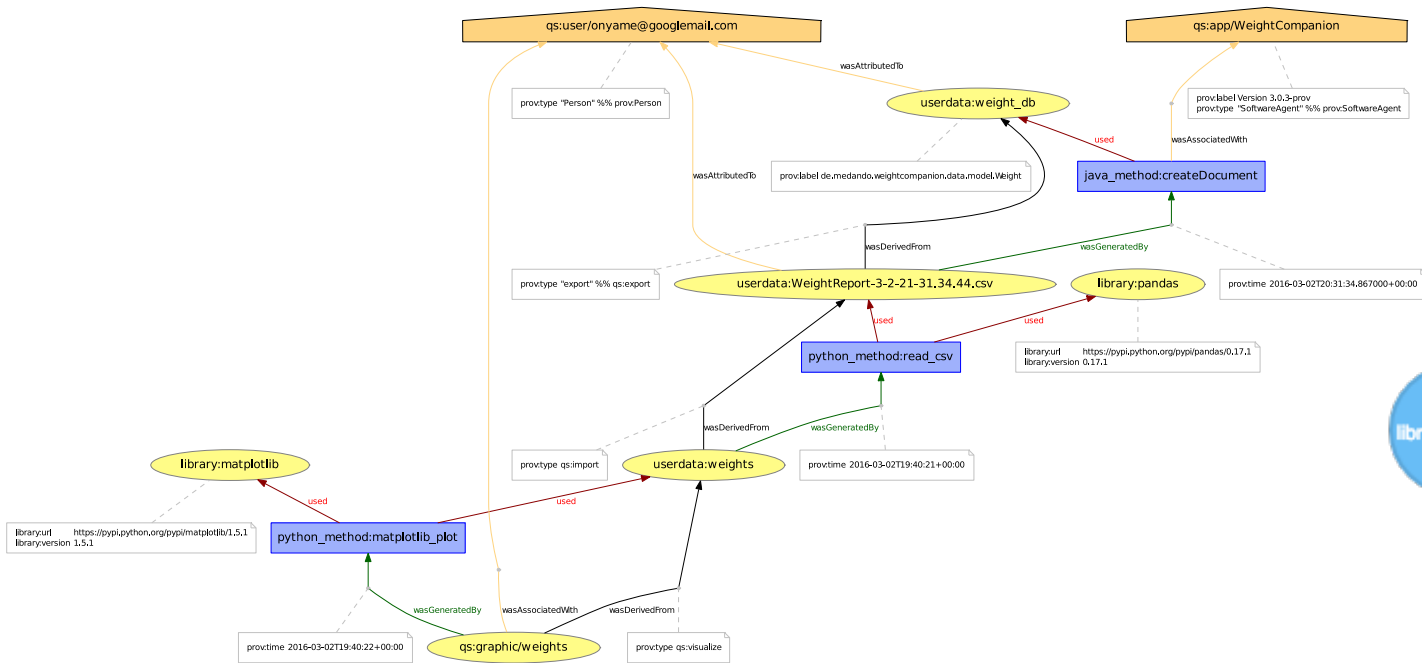 qs:user/onyame@googlemail.com
qs:app/WeightCompanion
wasAttributedTo
prov:type "Person" %% prov:Person
userdata:weight_db
prov:label Version 3.0.3-prov
prov:type "SoftwareAgent" %% prov:SoftwareAgent
used
wasAssociatedWith
wasAttributedTo
prov:label de.medando.weightcompanion.data.model.Weight
java_method:createDocument
wasDerivedFrom
wasGeneratedBy
prov:type "export" %% qs:export
userdata:WeightReport-3-2-21-31.34.44.csv
library:pandas
prov:time 2016-03-02T20:31:34.867000+00:00
used
used
python_method:read_csv
library:url https://pypi.python.org/pypi/pandas/0.17.1
library:version 0.17.1
wasDerivedFrom
wasGeneratedBy
library:matplotlib
prov:type qs:import
userdata:weights
prov:time 2016-03-02T19:40:21+00:00
used
used
library:url https://pypi.python.org/pypi/matplotlib/1.5.1
library:version 1.5.1
python_method:matplotlib_plot
wasGeneratedBy
wasAssociatedWith
wasDerivedFrom
prov:time 2016-03-02T19:40:22+00:00
qs:graphic/weights
prov:type qs:visualize